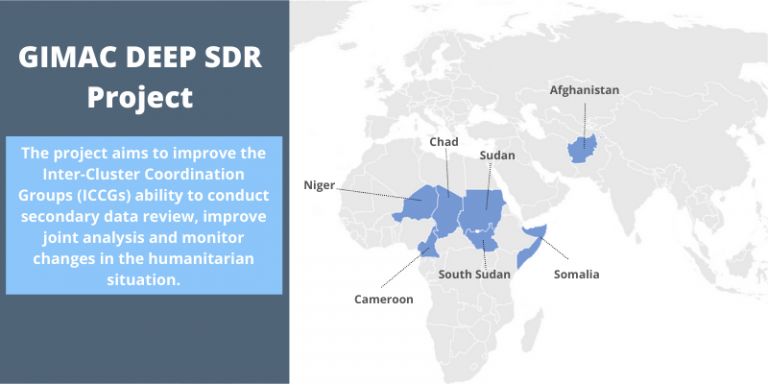 GIMAC DEEP SDR
Project
The project aims to improve the
Inter-Cluster Coordination
Groups (ICCGs) ability to conduct
secondary data review, improve
joint analysis and monitor
changes in the humanitarian
situation.
Afghanistan
Chad
Sudan
Niger
South Sudan
Somalia
Cameroon